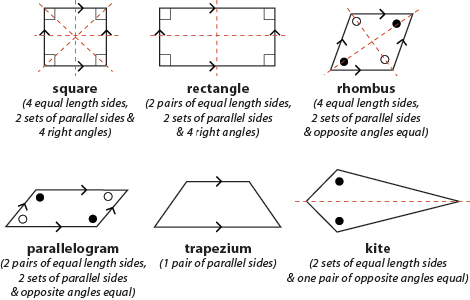 square
(4 equal length sides,
2 sets of parallel sides &
4 right angles)
rectangle
(2 pairs of equal length sides,
2 sets of parallel sides
& 4 right angles)
rhombus
(4 equal length sides,
2 sets of parallel sides
& opposite angles equal)
parallelogram
(2 pairs of equal length sides,
2 sets of parallel sides
& opposite angles equal)
trapezium
(1 pair of parallel sides)
kite
(2 sets of equal length sides
& one pair of opposite angles equal)